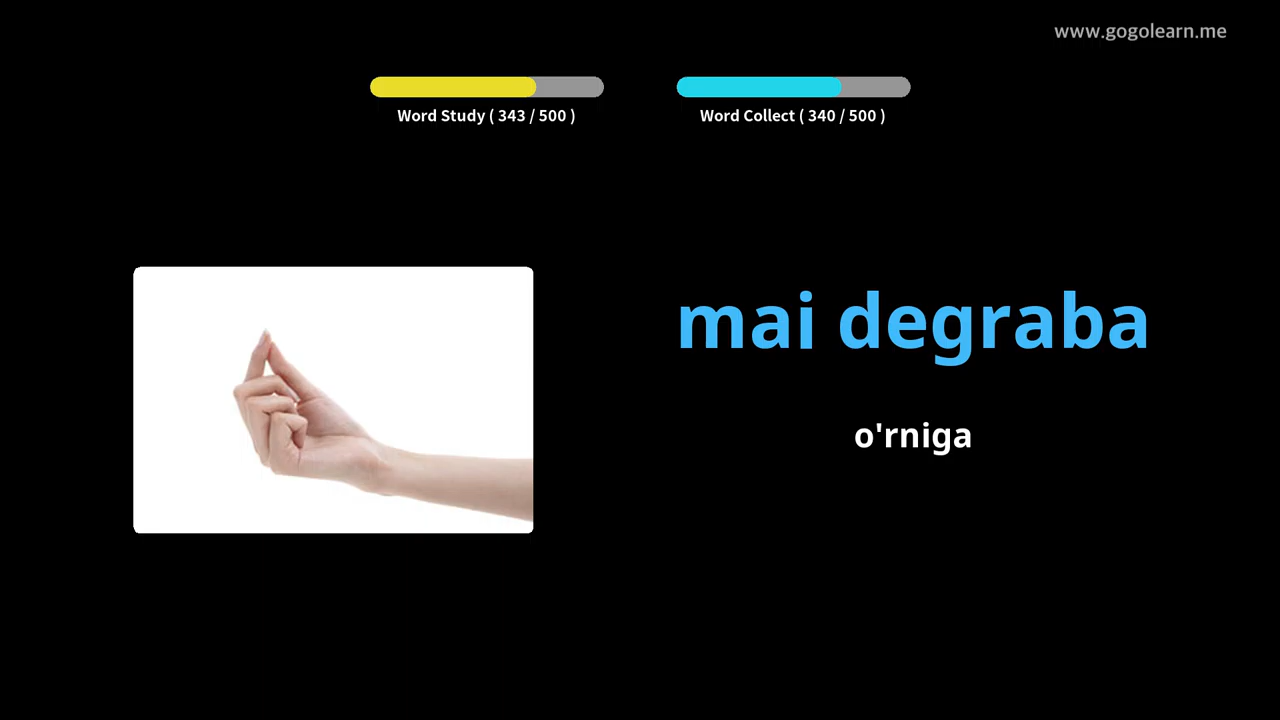 www.gogolearn.me
Word Study ( 343 / 500 )
Word Collect ( 340 / 500 )
mai degraba
o'rniga